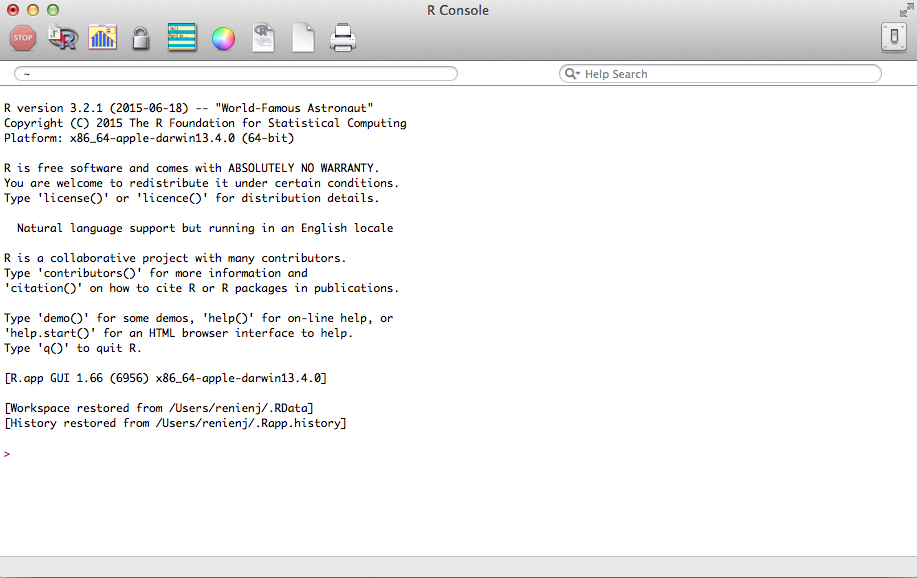 R Console
STOP
~
Help Search
R version 3.2.1 (2015-06-18) -- "World-Famous Astronaut"
Copyright (C) 2015 The R Foundation for Statistical Computing
Platform: x86_64-apple-darwin13.4.0 (64-bit)
R is free software and comes with ABSOLUTELY NO WARRANTY.
You are welcome to redistribute it under certain conditions.
Type 'license()' or 'licence()' for distribution details.
Natural language support but running in an English locale
R is a collaborative project with many contributors.
Type 'contributors()' for more information and
'citation()' on how to cite R or R packages in publications.
Type 'demo()' for some demos, 'help()' for on-line help, or
'help.start()' for an HTML browser interface to help.
Type 'q()' to quit R.
[R.app GUI 1.66 (6956) x86_64-apple-darwin13.4.0]
[Workspace restored from /Users/renienj/.RData]
[History restored from /Users/renienj/.Rapp.history]
>